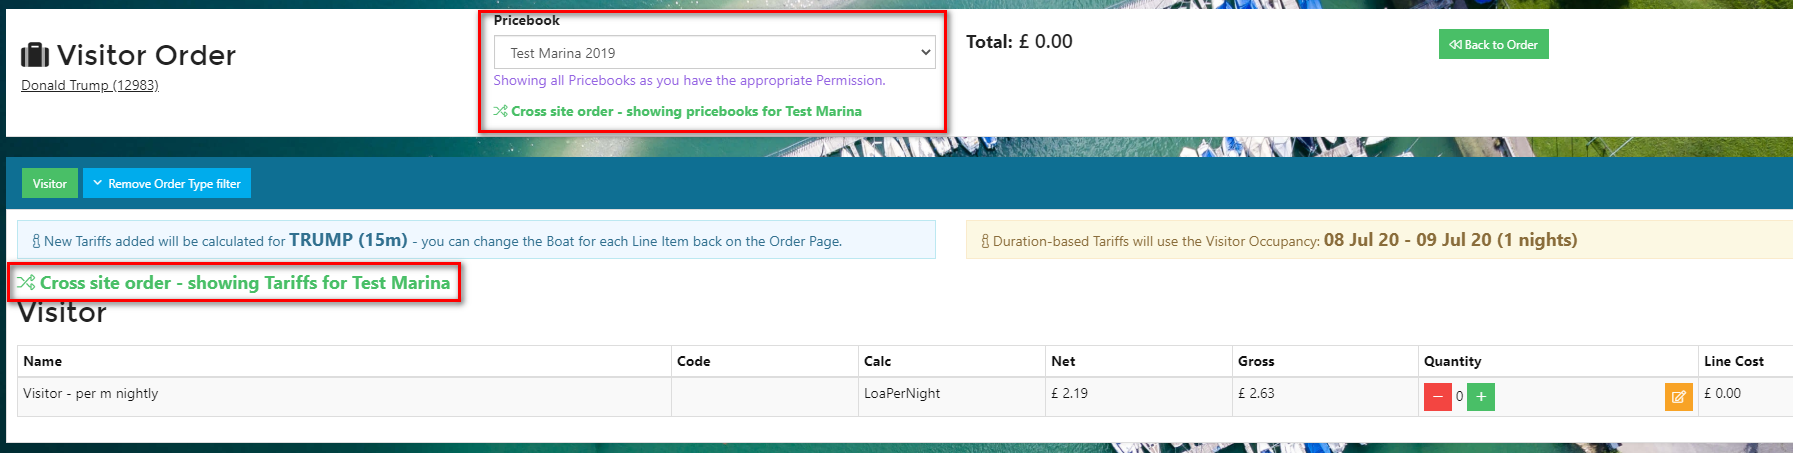 Visitor Order
Donald Trump (12983)
Pricebook
Test Marina 2019
Showing all Pricebooks as you have the appropriate Permission.
Cross site order - showing pricebooks for Test Marina
Total: £ 0.00
Back to Order
Visitor
Remove Order Type filter
New Tariffs added will be calculated for TRUMP (15m) - you can change the Boat for each Line Item back on the Order Page.
Duration-based Tariffs will use the Visitor Occupancy: 08 Jul 20 - 09 Jul 20 (1 nights)
Cross site order - showing Tariffs for Test Marina
Visitor
Name Code Calc Net Gross Quantity Line Cost
Visitor - per m nightly LoaPerNight £ 2.19 £ 2.63 0 £ 0.00